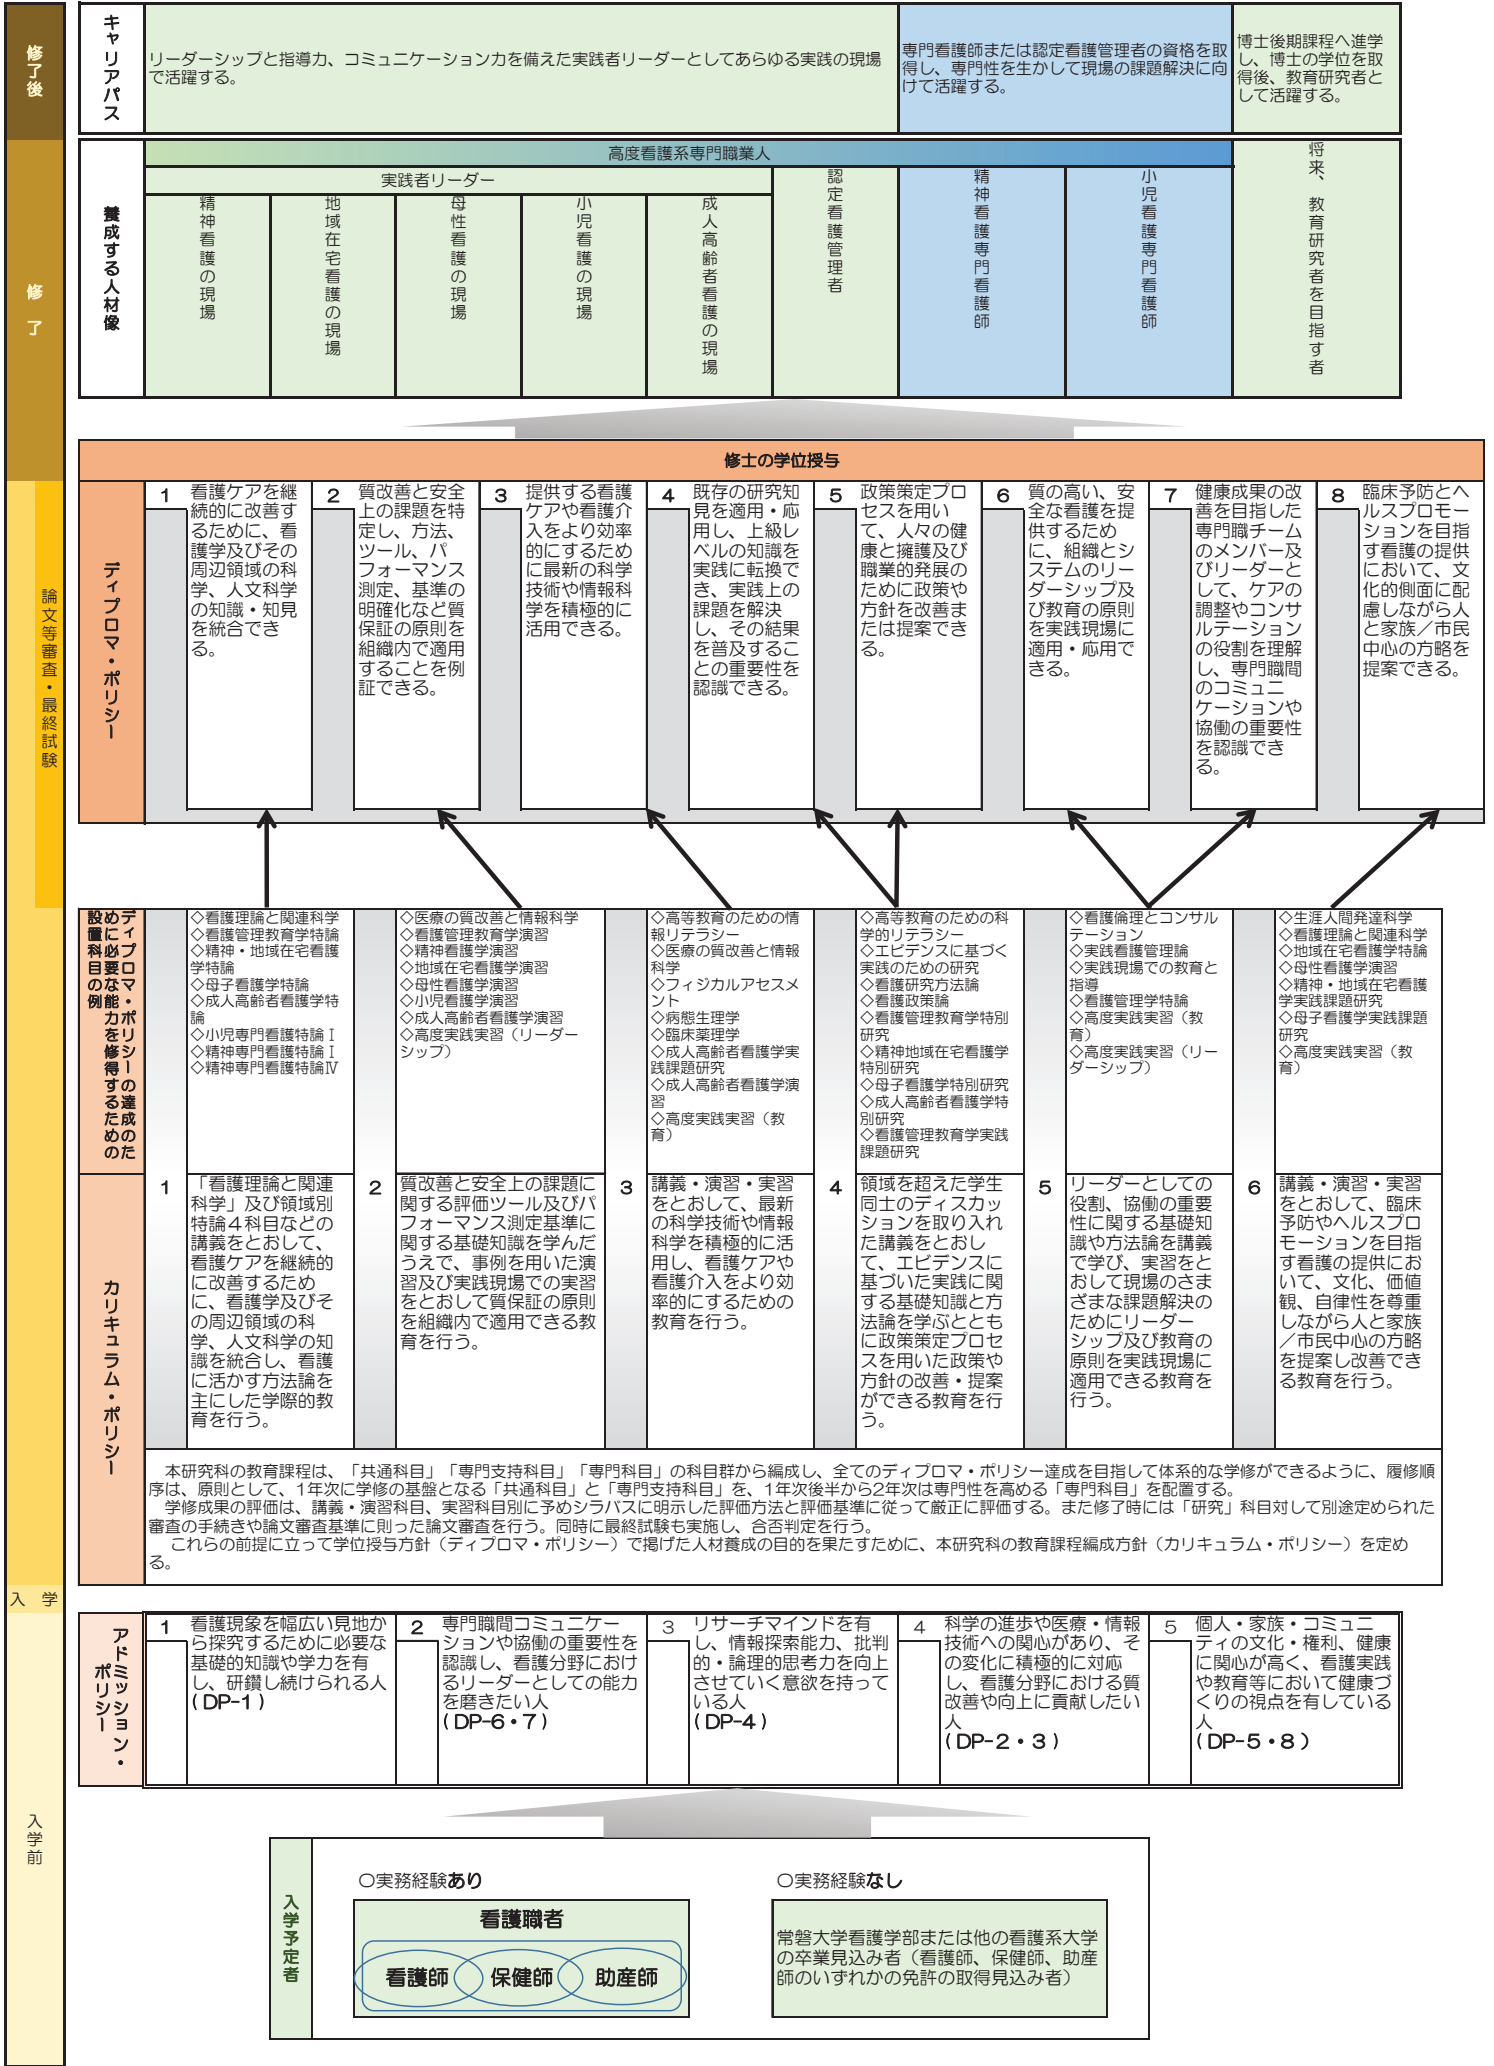 修了後
キャリアパス
リーダーシップと指導力、コミュニケーション力を備えた実践者リーダーとしてあらゆる実践の現場
で活躍する。
専門看護師または認定看護管理者の資格を取
得し、専門性を生かして現場の課題解決に向
けて活躍する。
博士後期課程へ進学
し、博士の学位を取
得後、教育研究者と
して活躍する。
修　了
養成する人材像
高度看護系専門職業人
実践者リーダー
精神看護の現場
地域在宅看護の現場
母性看護の現場
小児看護の現場
成人高齢者看護の現場
認定看護管理者
精神看護専門看護師
小児看護専門看護師
将来、教育研究者を目指す者
修士の学位授与
論文等審査・最終試験
ディプロマ・ポリシー
1
看護ケアを継
続的に改善す
るために、看
護学及びその
周辺領域の科
学、人文科学
の知識・知見
を統合でき
る。
2
質改善と安全
上の課題を特
定し、方法、
ツール、パ
フォーマンス
測定、基準の
明確化など質
保証の原則を
組織内で適用
することを例
証できる。
3
提供する看護
ケアや看護介
入をより効率
的にするため
に最新の科学
技術や情報科
学を積極的に
活用できる。
4
既存の研究知
見を適用・応
用し、上級レ
ベルの知識を
実践に転換で
き、実践上の
課題を解決
し、その結果
を普及するこ
との重要性を
認識できる。
5
政策策定プロ
セスを用い
て、人々の健
康と擁護及び
職業的発展の
ために政策や
方針を改善ま
たは提案でき
る。
6
質の高い、安
全な看護を提
供するため
に、組織とシ
ステムのリー
ダーシップ及
び教育の原則
を実践現場に
適用・応用で
きる。
7
健康成果の改
善を目指した
専門職チーム
のメンバー及
びリーダーと
して、ケアの
調整やコンサ
ルテーション
の役割を理解
し、専門職間
のコミュニ
ケーションや
協働の重要性
を認識でき
る。
8
臨床予防とヘ
ルスプロモー
ションを目指
す看護の提供
において、文
化的側面に配
慮しながら人
と家族／市民
中心の方略を
提案できる。
ディプロマ・ポリシーの達成のた
めに必要な能力を修得するための
設置科目の例
◇看護理論と関連科学
◇看護管理教育学特論
◇精神・地域在宅看護
学特論
◇母子看護学特論
◇成人高齢者看護学特
論
◇小児専門看護特論Ⅰ
◇精神専門看護特論Ⅰ
◇精神専門看護特論Ⅳ
◇医療の質改善と情報科学
◇看護管理教育学演習
◇精神看護学演習
◇地域在宅看護学演習
◇母性看護学演習
◇小児看護学演習
◇成人高齢者看護学演習
◇高度実践実習（リーダー
シップ）
◇高等教育のための情
報リテラシー
◇医療の質改善と情報
科学
◇フィジカルアセスメ
ント
◇病態生理学
◇臨床薬理学
◇成人高齢者看護学実
践課題研究
◇成人高齢者看護学演
習
◇高度実践実習（教
育）
◇高等教育のための科
学的リテラシー
◇エビデンスに基づく
実践のための研究
◇看護研究方法論
◇看護政策論
◇看護管理教育学特別
研究
◇精神地域在宅看護学
特別研究
◇母子看護学特別研究
◇成人高齢者看護学特
別研究
◇看護管理教育学実践
課題研究
◇看護倫理とコンサル
テーション
◇実践看護管理論
◇実践現場での教育と
指導
◇看護管理学特論
◇高度実践実習（教
育）
◇高度実践実習（リー
ダーシップ）
◇生涯人間発達科学
◇看護理論と関連科学
◇地域在宅看護学特論
◇母性看護学演習
◇精神・地域在宅看護
学実践課題研究
◇母子看護学実践課題
研究
◇高度実践実習（教
育）
カリキュラム・ポリシー
1
「看護理論と関連
科学」及び領域別
特論４科目などの
講義をとおして、
看護ケアを継続的
に改善するため
に、看護学及びそ
の周辺領域の科
学、人文科学の知
識を統合し、看護
に活かす方法論を
主にした学際的教
育を行う。
2
質改善と安全上の課題に
関する評価ツール及びパ
フォーマンス測定基準に
関する基礎知識を学んだ
うえで、事例を用いた演
習及び実践現場での実習
をとおして質保証の原則
を組織内で適用できる教
育を行う。
3
講義・演習・実習
をとおして、最新
の科学技術や情報
科学を積極的に活
用し、看護ケアや
看護介入をより効
率的にするための
教育を行う。
4
領域を超えた学生
同士のディスカッ
ションを取り入れ
た講義をとおし
て、エビデンスに
基づいた実践に関
する基礎知識と方
法論を学ぶととも
に政策策定プロセ
スを用いた政策や
方針の改善・提案
ができる教育を行
う。
5
リーダーとしての
役割、協働の重要
性に関する基礎知
識や方法論を講義
で学び、実習をと
おして現場のさま
ざまな課題解決の
ためにリーダー
シップ及び教育の
原則を実践現場に
適用できる教育を
行う。
6
講義・演習・実習
をとおして、臨床
予防やヘルスプロ
モーションを目指
す看護の提供にお
いて、文化、価値
観、自律性を尊重
しながら人と家族
／市民中心の方略
を提案し改善でき
る教育を行う。
本研究科の教育課程は、「共通科目」「専門支持科目」「専門科目」の科目群から編成し、全てのディプロマ・ポリシー達成を目指して体系的な学修ができるように、履修順
序は、原則として、1年次に学修の基盤となる「共通科目」と「専門支持科目」を、1年次後半から2年次は専門性を高める「専門科目」を配置する。
学修成果の評価は、講義・演習科目、実習科目別に予めシラバスに明示した評価方法と評価基準に従って厳正に評価する。また修了時には「研究」科目対して別途定められた
審査の手続きや論文審査基準に則った論文審査を行う。同時に最終試験も実施し、合否判定を行う。
これらの前提に立って学位授与方針（ディプロマ・ポリシー）で掲げた人材養成の目的を果たすために、本研究科の教育課程編成方針（カリキュラム・ポリシー）を定め
る。
入　学
アドミッション・
ポリシー
1
看護現象を幅広い見地か
ら探究するために必要な
基礎的知識や学力を有
し、研鑽し続けられる人
(DP-1)
2
専門職間コミュニケー
ションや協働の重要性を
認識し、看護分野におけ
るリーダーとしての能力
を磨きたい人
(DP-6・7)
3
リサーチマインドを有
し、情報探索能力、批判
的・論理的思考力を向上
させていく意欲を持って
いる人
(DP-4)
4
科学の進歩や医療・情報
技術への関心があり、そ
の変化に積極的に対応
し、看護分野における質
改善や向上に貢献したい
人
(DP-2・3)
5
個人・家族・コミュニ
ティの文化・権利、健康
に関心が高く、看護実践
や教育等において健康づ
くりの視点を有している
人
(DP-5・8)
入学前
入学予定者
○実務経験あり
看護職者
看護師
保健師
助産師
○実務経験なし
常磐大学看護学部または他の看護系大学
の卒業見込み者（看護師、保健師、助産
師のいずれかの免許の取得見込み者）